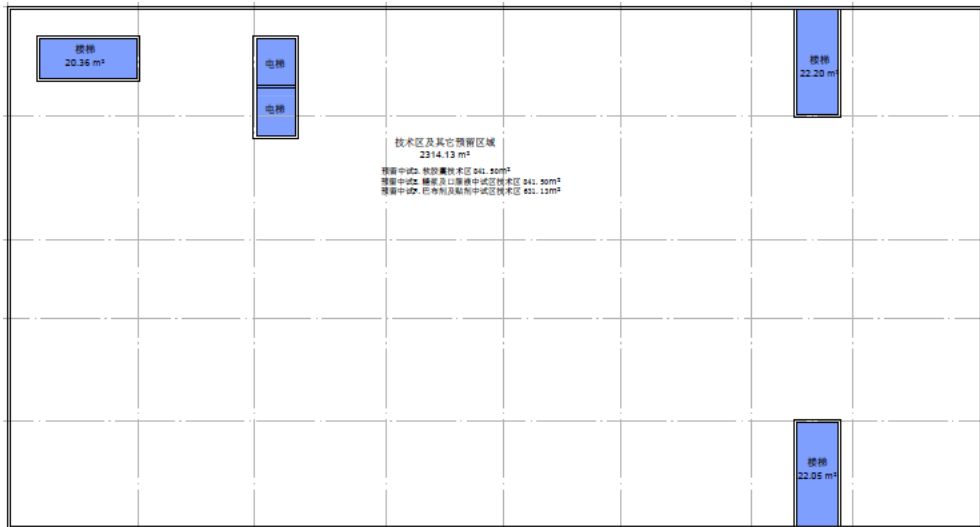 楼梯
20.36 m²
电梯
电梯
楼梯
22.20 m²
技术区及其它预留区域
2314.13 m²
预留中试D. 软胶囊技术区 841.50m²
预留中试E. 糖浆及口服液中试区技术区 841.50m²
预留中试F. 巴布剂及贴剂中试区技术区 631.13m²
楼梯
22.05 m²